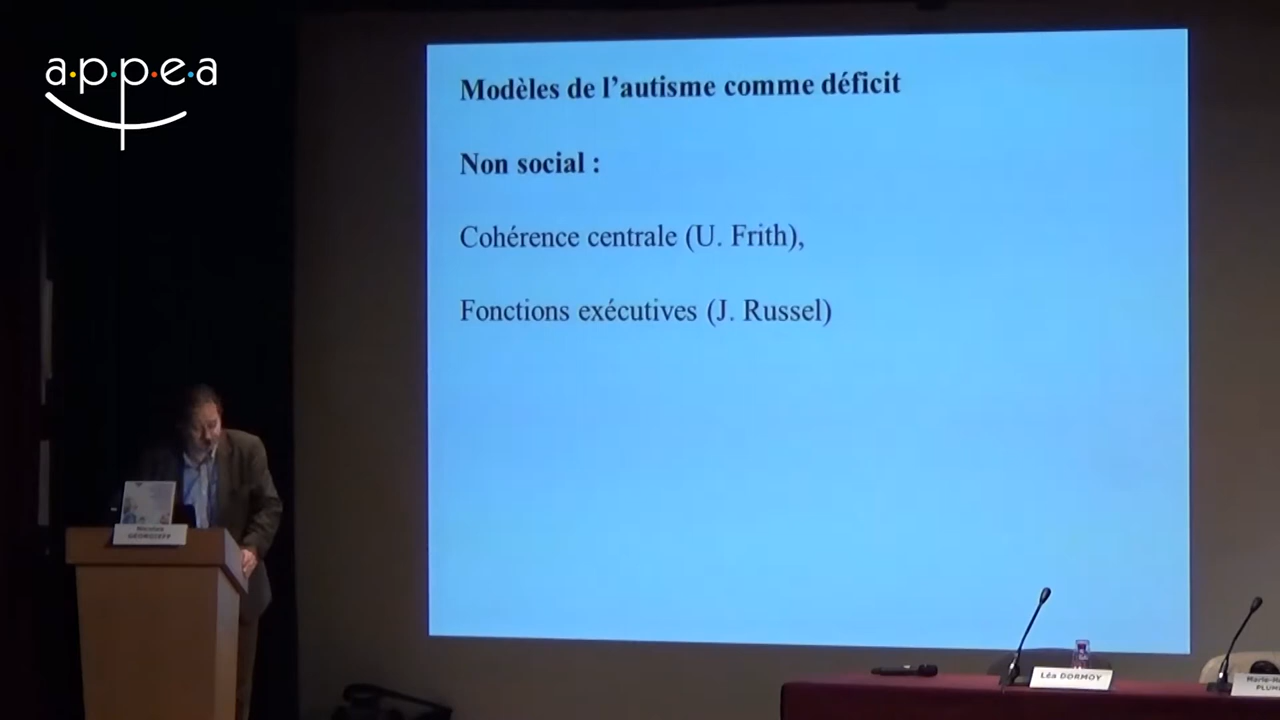 a·p·p·e·a
Modèles de l’autisme comme déficit
Non social :
Cohérence centrale (U. Frith),
Fonctions exécutives (J. Russel)
Nicolas
GEORGIEFF
Léa DORMOY